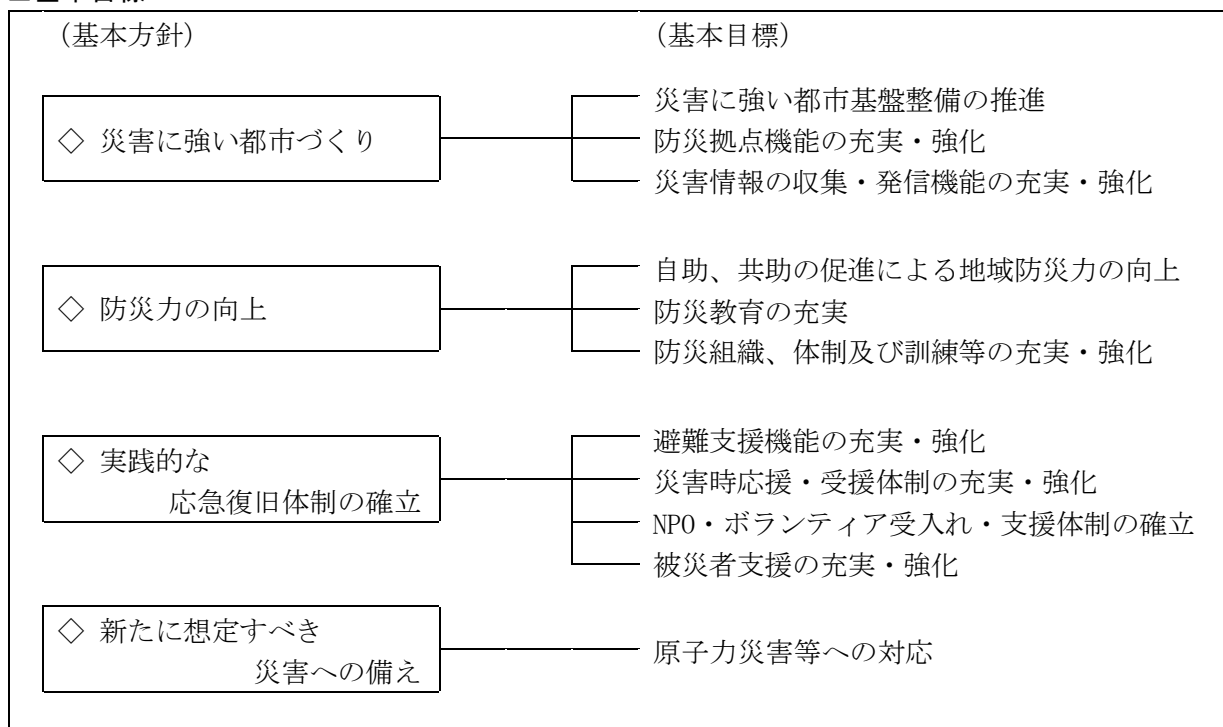 (基本方針)
(基本目標)
◇ 災害に強い都市づくり
災害に強い都市基盤整備の推進
防災拠点機能の充実・強化
災害情報の収集・発信機能の充実・強化
◇ 防災力の向上
自助、共助の促進による地域防災力の向上
防災教育の充実
防災組織、体制及び訓練等の充実・強化
◇ 実践的な
応急復旧体制の確立
避難支援機能の充実・強化
災害時応援・受援体制の充実・強化
NPO・ボランティア受入れ・支援体制の確立
被災者支援の充実・強化
◇ 新たに想定すべき
災害への備え
原子力災害等への対応